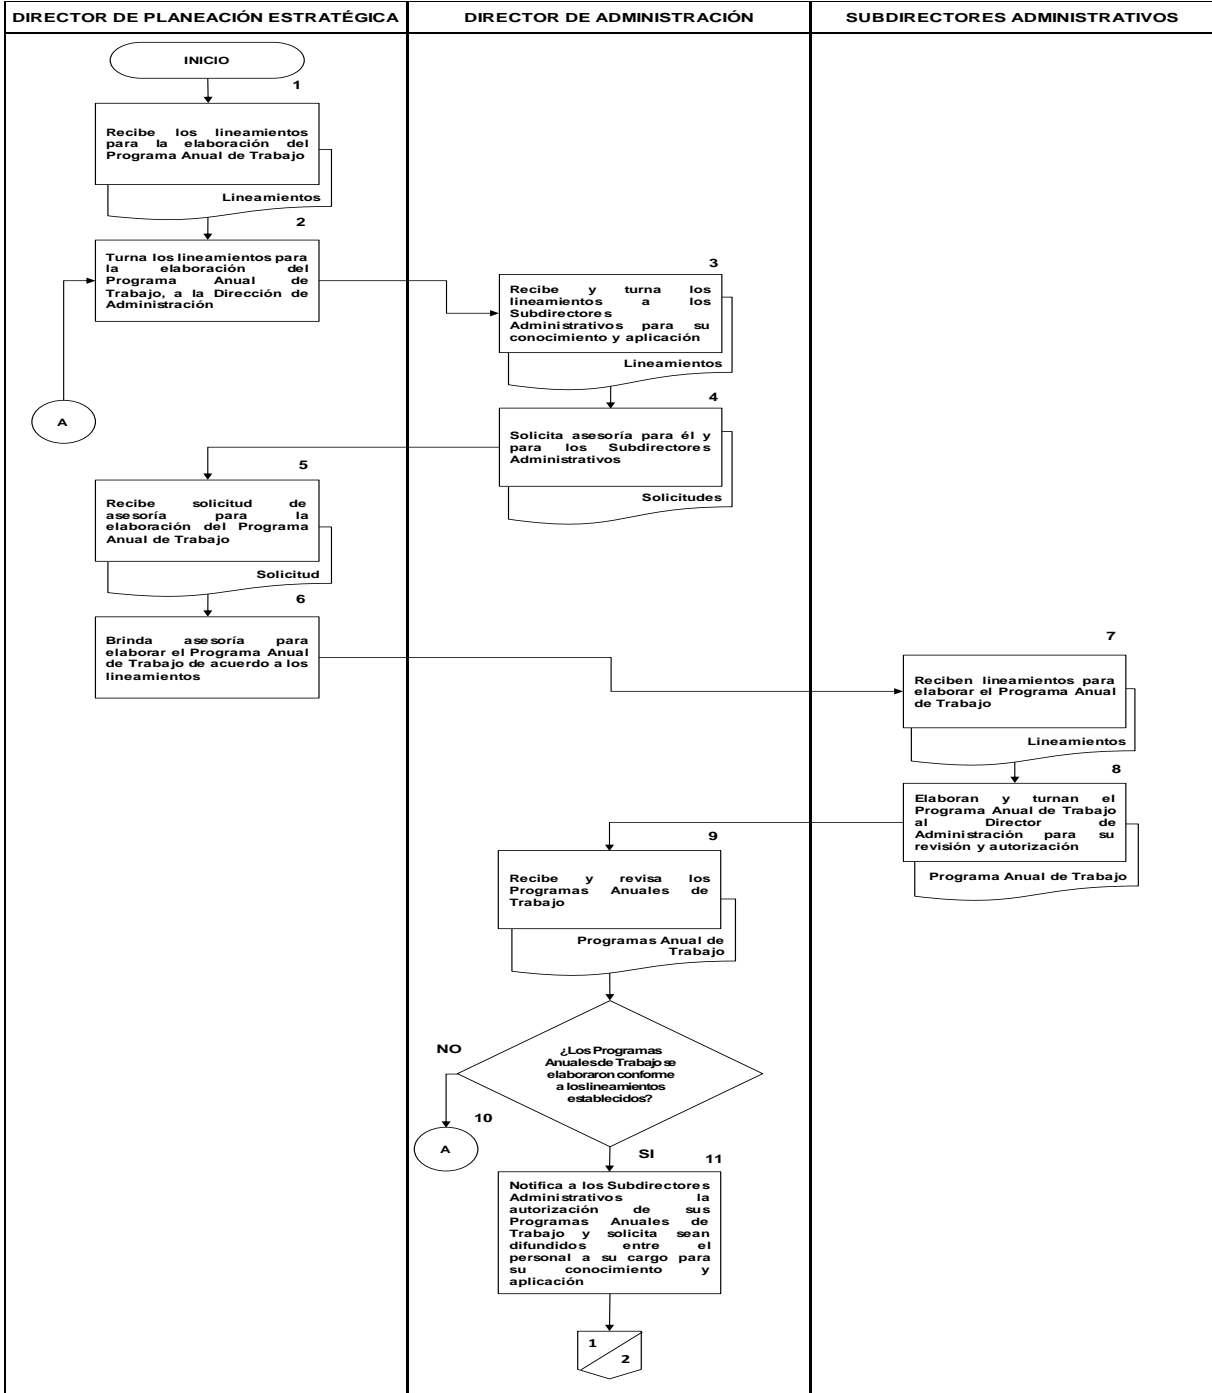 DIRECTOR DE PLANEACIÓN ESTRATÉGICA
DIRECTOR DE ADMINISTRACIÓN
SUBDIRECTORES ADMINISTRATIVOS
INICIO
1
Recibe los lineamientos
para la elaboración del
Programa Anual de Trabajo
Lineamientos
2
Turna los lineamientos para
la elaboración del
Programa Anual de
Trabajo, a la Dirección de
Administración
A
3
Recibe y turna los
lineamientos a los
Subdirectores
Administrativos para su
conocimiento y aplicación
Lineamientos
4
Solicita asesoría para él y
para los Subdirectores
Administrativos
Solicitudes
5
Recibe solicitud de
asesoría para la
elaboración del Programa
Anual de Trabajo
Solicitud
6
Brinda asesoría para
elaborar el Programa Anual
de Trabajo de acuerdo a los
lineamientos
7
Reciben lineamientos para
elaborar el Programa Anual
de Trabajo
Lineamientos
8
Elaboran y turnan el
Programa Anual de Trabajo
al Director de
Administración para su
revisión y autorización
Programa Anual de Trabajo
9
Recibe y revisa los
Programas Anuales de
Trabajo
Programas Anual de
Trabajo
¿Los Programas
Anuales de Trabajo se
elaboraron conforme
a los lineamientos
establecidos?
NO
10
A
SI
11
Notifica a los Subdirectores
Administrativos la
autorización de sus
Programas Anuales de
Trabajo y solicita sean
difundidos entre el
personal a su cargo para
su conocimiento y
aplicación
1
2